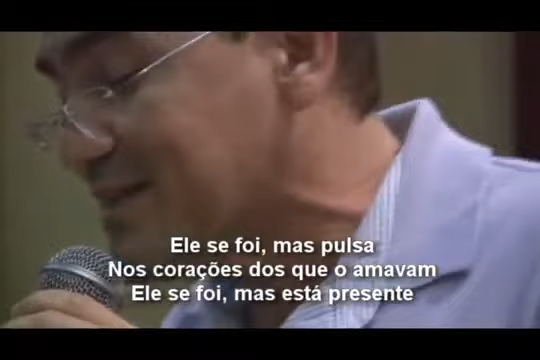 Ele se foi, mas pulsa
Nos corações dos que o amavam
Ele se foi, mas está presente